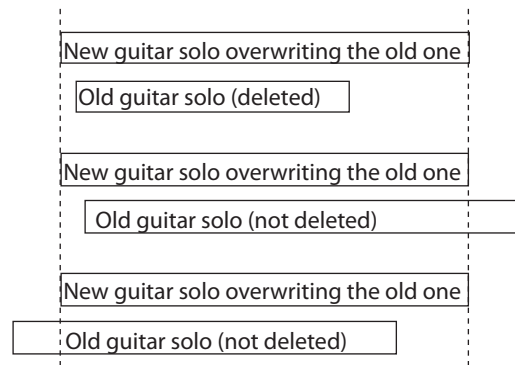 New guitar solo overwriting the old one
Old guitar solo (deleted)
New guitar solo overwriting the old one
Old guitar solo (not deleted)
New guitar solo overwriting the old one
Old guitar solo (not deleted)